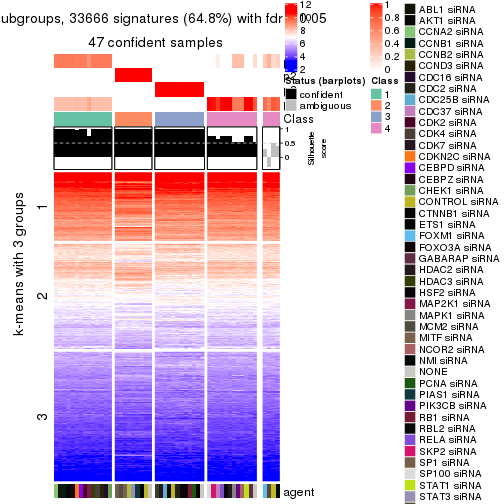 ubgroups, 33666 signatures (64.8%) with fdr 0.05
47 confident samples
12
10
8
6
4
2
1
0.8
0.6
0.4
0.2
0
Status (barplots)
confident
ambiguous
Class
1
2
3
4
Class
1
0.5
0
Silhouette
score
k-means with 3 groups
1
2
3
agent
ABL1 siRNA
AKT1 siRNA
CCNA2 siRNA
CCNB1 siRNA
CCNB2 siRNA
CCND3 siRNA
CDC16 siRNA
CDC2 siRNA
CDC25B siRNA
CDC37 siRNA
CDK2 siRNA
CDK4 siRNA
CDK7 siRNA
CDKN2C siRNA
CEBPD siRNA
CEBPZ siRNA
CHEK1 siRNA
CONTROL siRNA
CTNNB1 siRNA
ETS1 siRNA
FOXM1 siRNA
FOXO3A siRNA
GABARAP siRNA
HDAC2 siRNA
HDAC3 siRNA
HSF2 siRNA
MAP2K1 siRNA
MAPK1 siRNA
MCM2 siRNA
MITF siRNA
NCOR2 siRNA
NMI siRNA
NONE
PCNA siRNA
PIAS1 siRNA
PIK3CB siRNA
RB1 siRNA
RBL2 siRNA
RELA siRNA
SKP2 siRNA
SP1 siRNA
SP100 siRNA
STAT1 siRNA
STAT3 siRNA